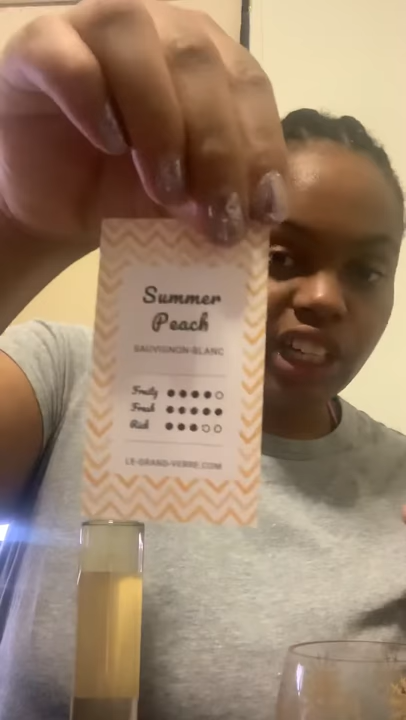 Summer
Peach
SAUVIGNON-BLANC
Fruity
Fresh
Rich
LE-GRAND-VERRE.COM